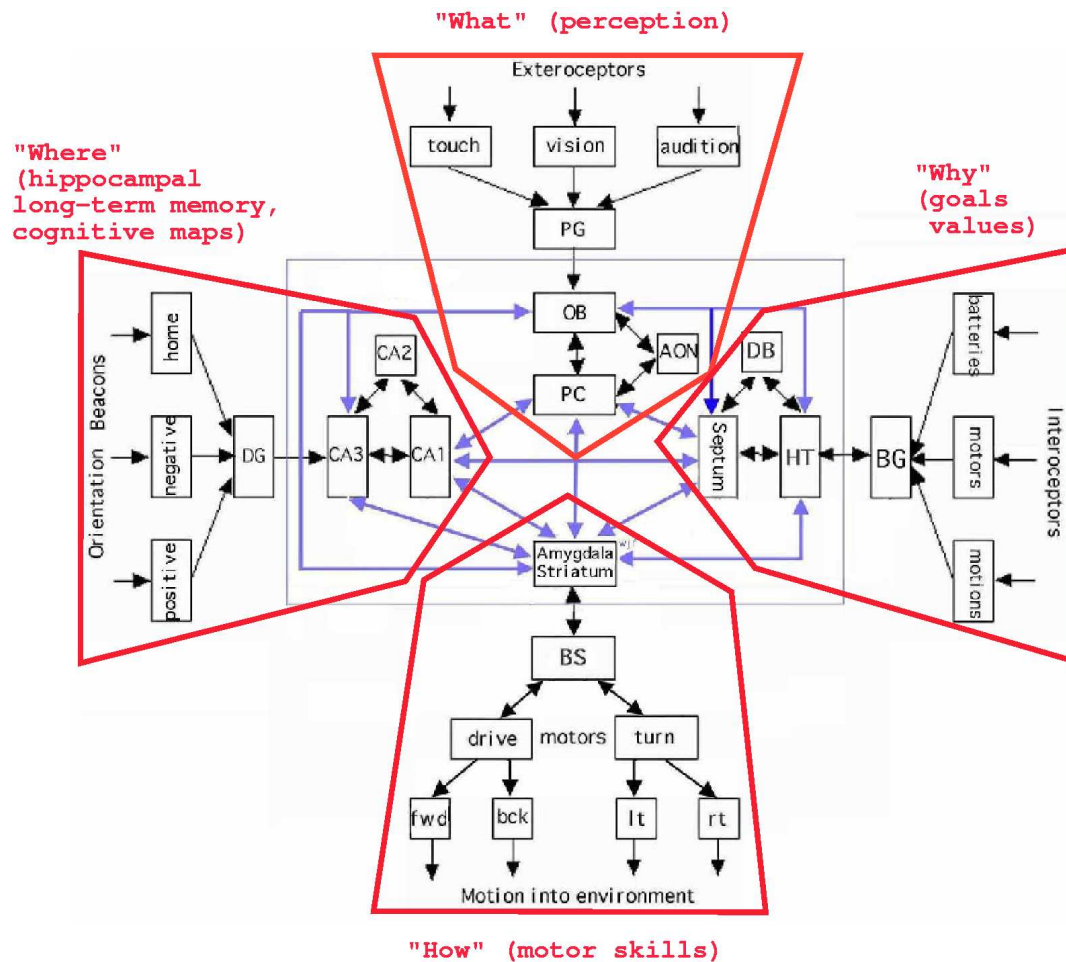 "What" (perception)
Exteroceptors
touch
vision
audition
"Where"
(hippocampal
long-term memory,
cognitive maps)
"Why"
(goals
values)
PG
OB
AON
PC
CA2
DB
home
negative
positive
Orientation Beacons
DG
CA3
CA1
Septum
HT
BG
batteries
motors
motions
Interoceptors
Amygdala
Striatum
wjf
BS
drive
motors
turn
fwd
bck
lt
rt
Motion into environment
"How" (motor skills)